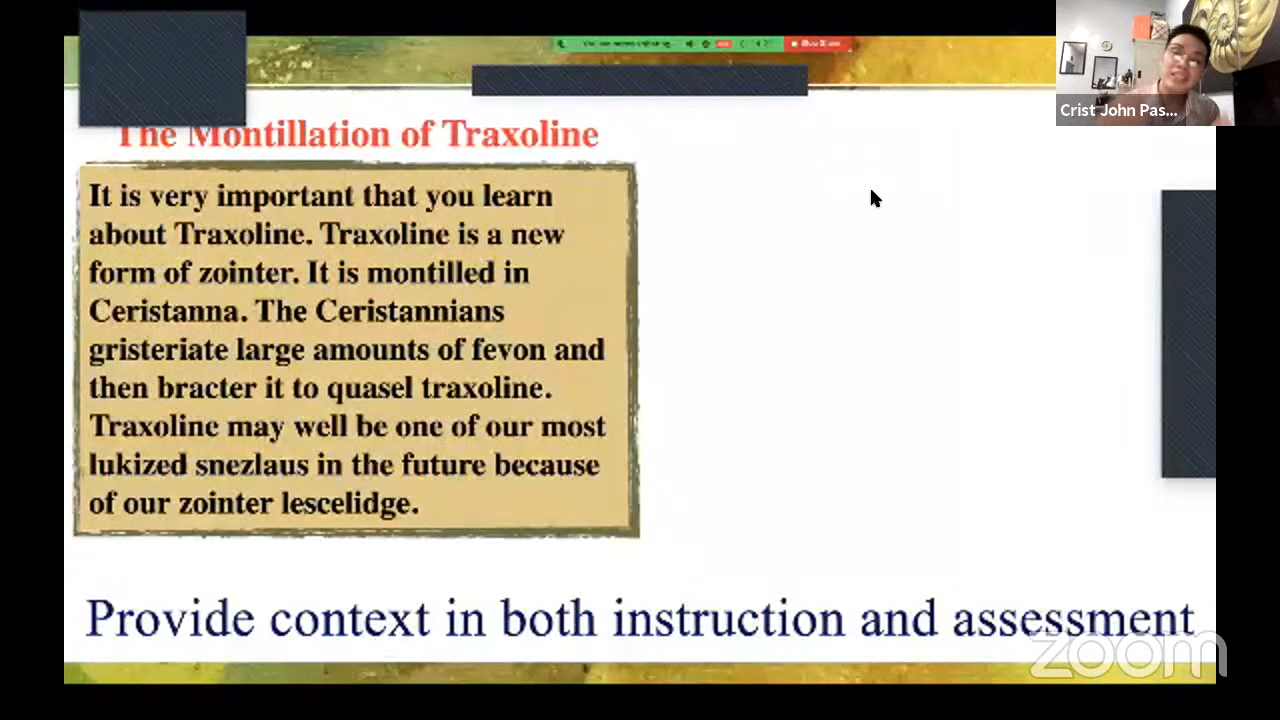 Crist John Pas...
The Montillation of Traxoline
It is very important that you learn
about Traxoline. Traxoline is a new
form of zointer. It is montilled in
Ceristanna. The Ceristannians
gristeriate large amounts of fevon and
then bracter it to quasel traxoline.
Traxoline may well be one of our most
lukized snezlaus in the future because
of our zointer lescelidge.
Provide context in both instruction and assessment
zoom